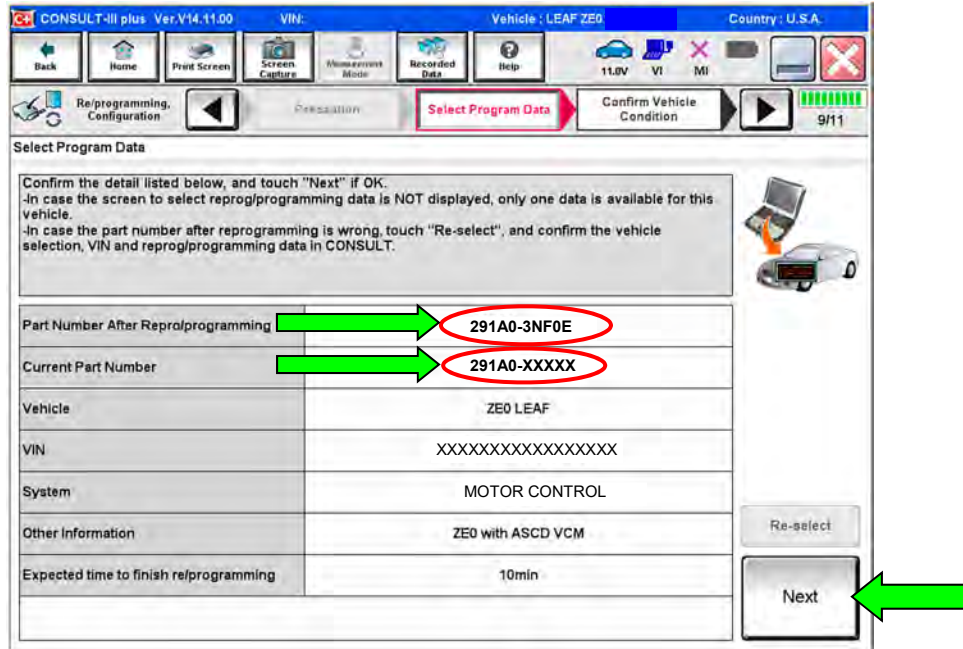 CONSULT-III plus Ver.V14.11.00 VIN: Vehicle : LEAF ZE0 Country : U.S.A.
Back Home Print Screen Screen Capture Measurement Mode Recorded Data Help 11.0V VI MI
Re/programming, Configuration Preparation Select Program Data Confirm Vehicle Condition 9/11
Select Program Data
Confirm the detail listed below, and touch "Next" if OK.
-In case the screen to select reprog/programming data is NOT displayed, only one data is available for this
vehicle.
-In case the part number after reprogramming is wrong, touch "Re-select", and confirm the vehicle
selection, VIN and reprog/programming data in CONSULT.
Part Number After Repro/programming 291A0-3NF0E
Current Part Number 291A0-XXXXX
Vehicle ZE0 LEAF
VIN XXXXXXXXXXXXXXXXX
System MOTOR CONTROL
Other Information ZE0 with ASCD VCM
Expected time to finish re/programming 10min
Re-select
Next